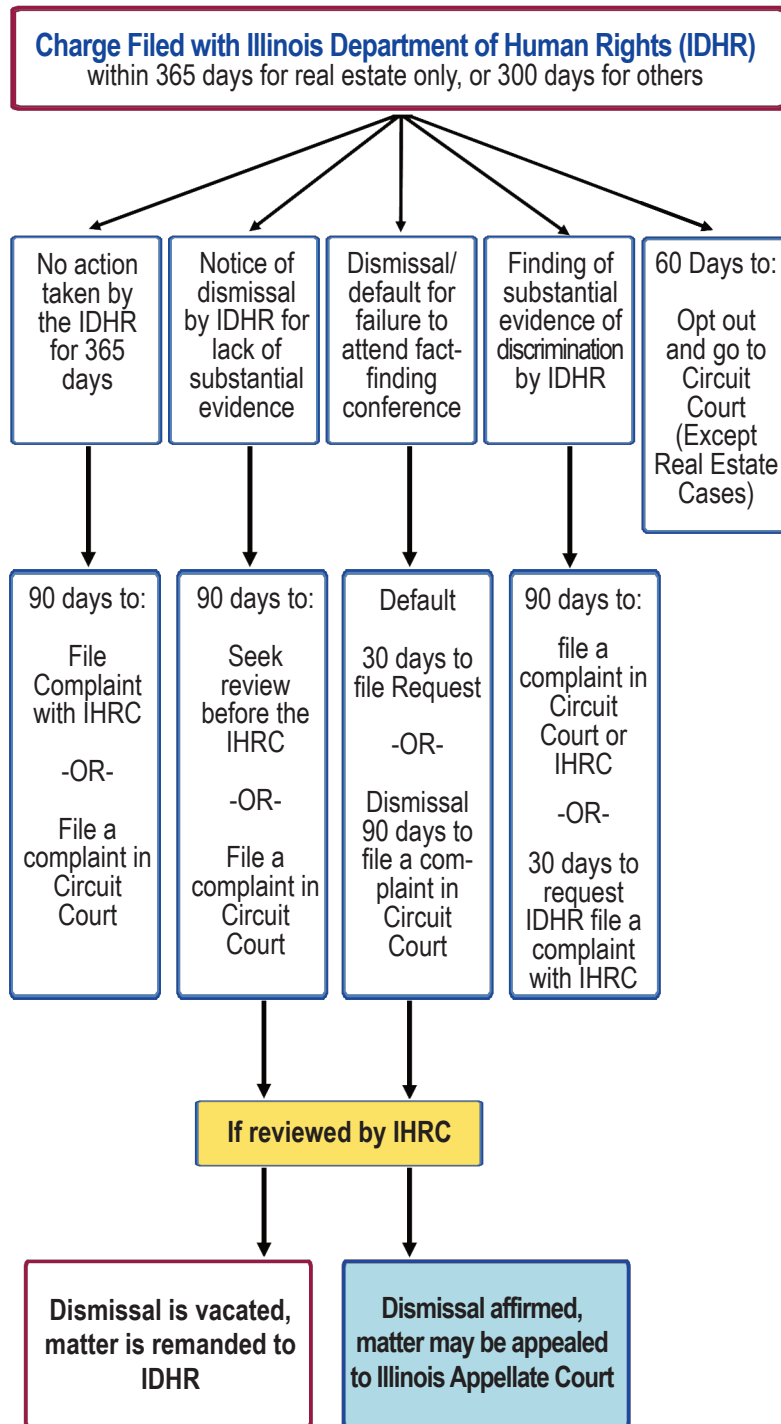 Charge Filed with Illinois Department of Human Rights (IDHR)
within 365 days for real estate only, or 300 days for others
No action
taken by
the IDHR
for 365
days
Notice of
dismissal
by IDHR for
lack of
substantial
evidence
Dismissal/
default for
failure to
attend fact-
finding
conference
Finding of
substantial
evidence of
discrimination
by IDHR
60 Days to:
Opt out
and go to
Circuit
Court
(Except
Real Estate
Cases)
90 days to:
File
Complaint
with IHRC
-OR-
File a
complaint in
Circuit
Court
90 days to:
Seek
review
before the
IHRC
-OR-
File a
complaint in
Circuit
Court
Default
30 days to
file Request
-OR-
Dismissal
90 days to
file a com-
plaint in
Circuit
Court
90 days to:
file a
complaint in
Circuit
Court or
IHRC
-OR-
30 days to
request
IDHR file a
complaint
with IHRC
If reviewed by IHRC
Dismissal is vacated,
matter is remanded to
IDHR
Dismissal affirmed,
matter may be appealed
to Illinois Appellate Court